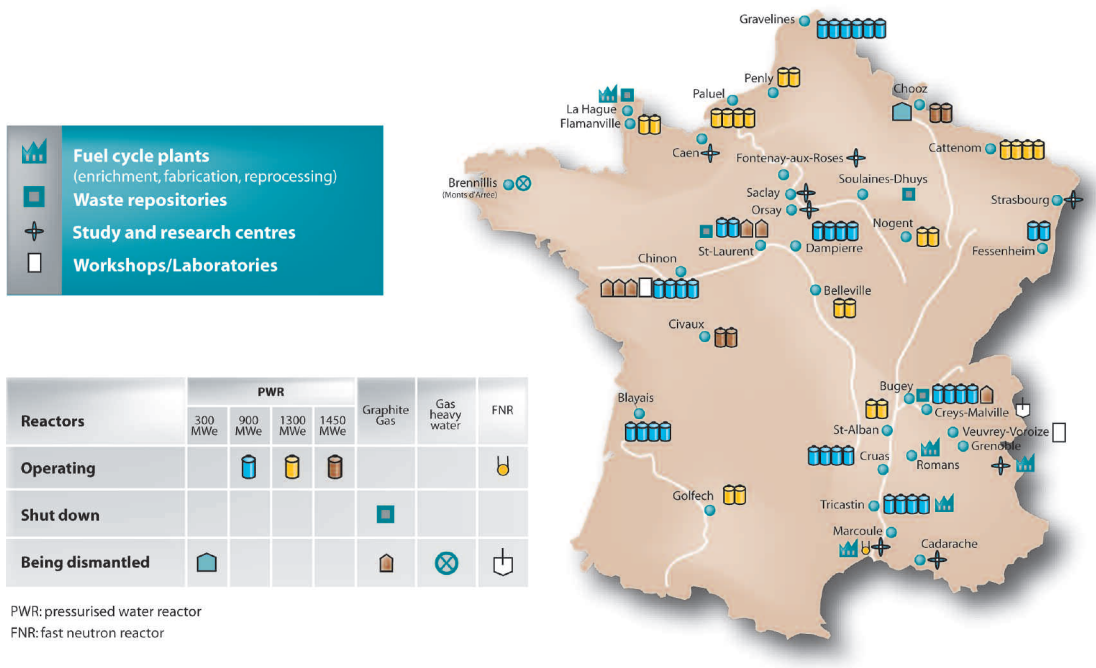 Fuel cycle plants
(enrichment, fabrication, reprocessing)
Waste repositories
Study and research centres
Workshops/Laboratories
Reactors
PWR
300
MWe
900
MWe
1300
MWe
1450
MWe
Graphite
Gas
Gas
heavy
water
FNR
Operating
Shut down
Being dismantled
PWR: pressurised water reactor
FNR: fast neutron reactor
Gravelines
Penly
Paluel
Chooz
La Hague
Flamanville
Caen
Fontenay-aux-Roses
Cattenom
Brennillis
(Monts d'Arrée)
Saclay
Orsay
Soulaines-Dhuys
Strasbourg
Nogent
St-Laurent
Dampierre
Fessenheim
Chinon
Belleville
Civaux
Bugey
Creys-Malville
Blayais
St-Alban
Veuvrey-Voroize
Grenoble
Cruas
Romans
Golfech
Tricastin
Marcoule
Cadarache